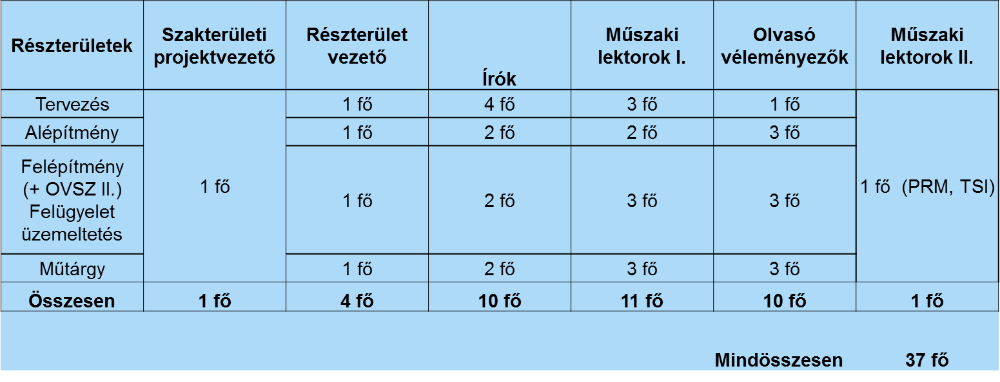 Részterületek
Szakterületi
projektvezető
Részterület
vezető
Írók
Műszaki
lektorok I.
Olvasó
véleményezők
Műszaki
lektorok II.
Tervezés
1 fő
1 fő
4 fő
3 fő
1 fő
1 fő (PRM, TSI)
Alépítmény
1 fő
2 fő
2 fő
3 fő
Felépítmény
(+ OVSZ II.)
Felügyelet
üzemeltetés
1 fő
2 fő
3 fő
3 fő
Műtárgy
1 fő
2 fő
3 fő
3 fő
Összesen
1 fő
4 fő
10 fő
11 fő
10 fő
1 fő
Mindösszesen
37 fő